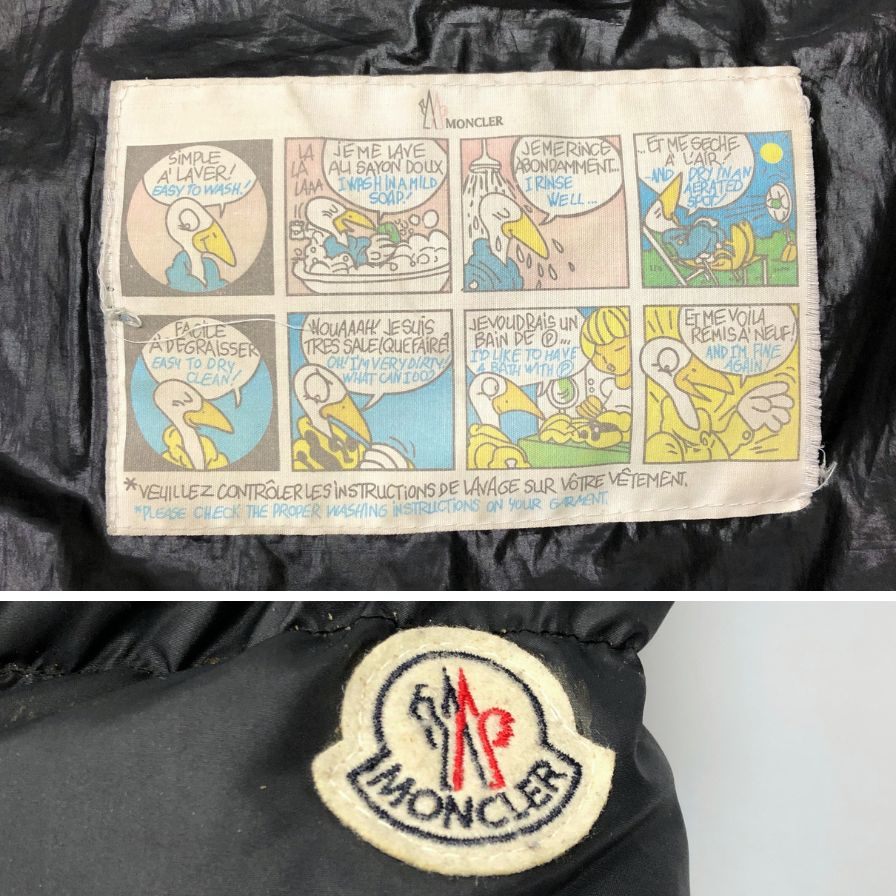 MONCLER
SIMPLE
A' LAVER!
EASY TO WASH!
LA
LA
LAAA
JE ME LAVE
AU SAVON DOUX
I WASH IN A MILD
SOAP!
JE ME RINCE
ABONDAMMENT...
I RINSE
WELL...
...ET ME SECHE
A' L'AIR!
AND I DRY IN AN
AERATED
SPOT!
FACILE
A' DEGRAISSER
EASY TO DRY
CLEAN!
WOUAAAH! JE SUIS
TRES SALE! QUE FAIRE?
OH! I'M VERY DIRTY!
WHAT CAN I DO?
JE VOUDRAIS UN
BAIN DE Ⓟ...
I'D LIKE TO HAVE
A BATH WITH Ⓟ
ET ME VOILA
REMIS A' NEUF!
AND I'M FINE
AGAIN!
*VEUILLEZ CONTRÔLER LES INSTRUCTIONS DE LAVAGE SUR VÔTRE VÊTEMENT.
*PLEASE CHECK THE PROPER WASHING INSTRUCTIONS ON YOUR GARMENT.
MONCLER